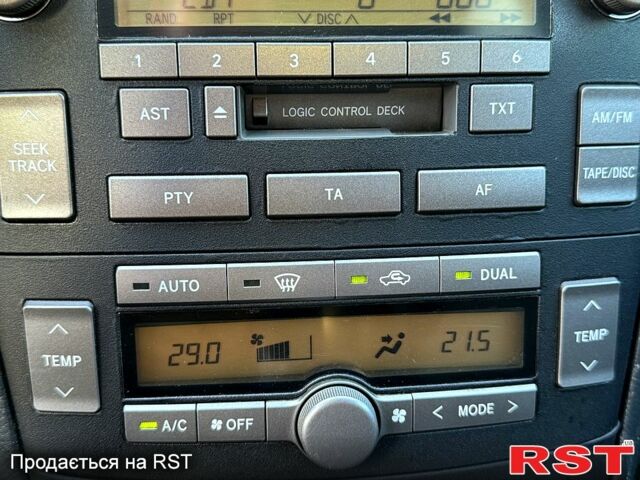 RAND RPT DISC
1 2 3 4 5 6
AST LOGIC CONTROL DECK TXT AM/FM
SEEK
TRACK
TAPE/DISC
PTY TA AF
AUTO DUAL
TEMP 29.0 21.5 TEMP
A/C OFF MODE
Продається на RST
RST